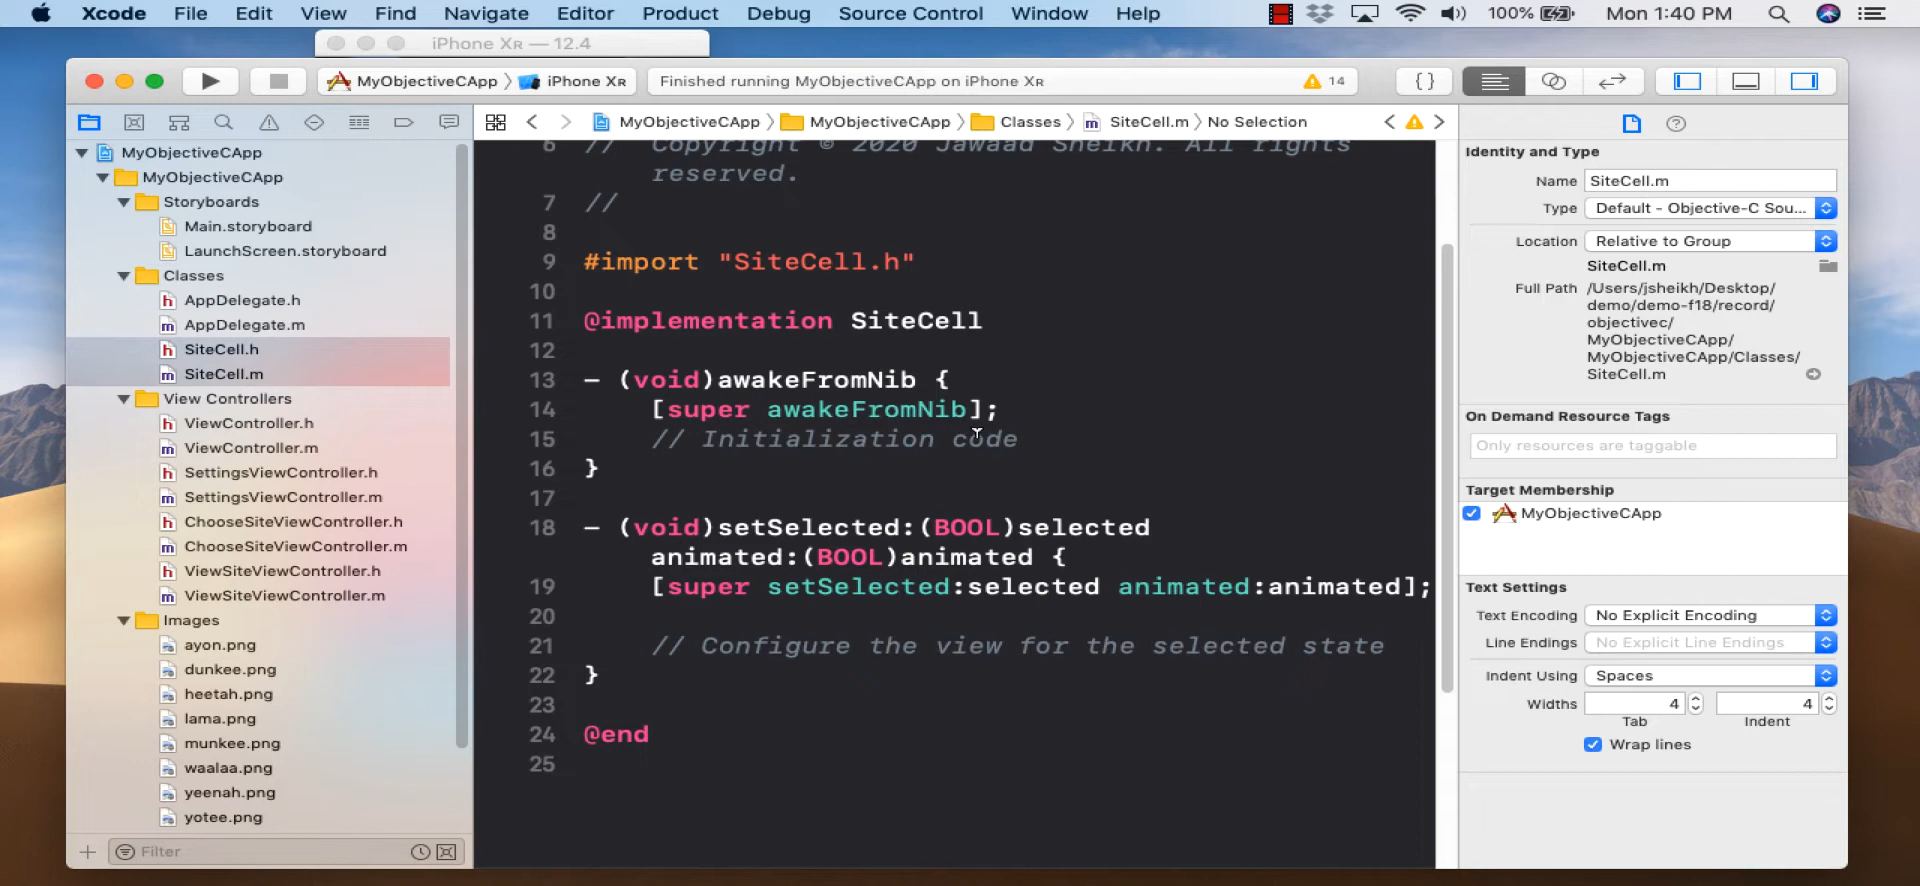 Xcode File Edit View Find Navigate Editor Product Debug Source Control Window Help 100% Mon 1:40 PM
iPhone Xʀ — 12.4
MyObjectiveCApp iPhone Xʀ
Finished running MyObjectiveCApp on iPhone Xʀ
14
{ }
MyObjectiveCApp MyObjectiveCApp Classes SiteCell.m No Selection
MyObjectiveCApp
MyObjectiveCApp
Storyboards
Main.storyboard
LaunchScreen.storyboard
Classes
AppDelegate.h
AppDelegate.m
SiteCell.h
SiteCell.m
View Controllers
ViewController.h
ViewController.m
SettingsViewController.h
SettingsViewController.m
ChooseSiteViewController.h
ChooseSiteViewController.m
ViewSiteViewController.h
ViewSiteViewController.m
Images
ayon.png
dunkee.png
heetah.png
lama.png
munkee.png
waalaa.png
yeenah.png
yotee.png
Filter
6 // Copyright © 2020 Jawaad Sheikh. All rights
reserved.
7 //
8
9 #import "SiteCell.h"
10
11 @implementation SiteCell
12
13 - (void)awakeFromNib {
14 [super awakeFromNib];
15 // Initialization code
16 }
17
18 - (void)setSelected:(BOOL)selected
animated:(BOOL)animated {
19 [super setSelected:selected animated:animated];
20
21 // Configure the view for the selected state
22 }
23
24 @end
25
Identity and Type
Name SiteCell.m
Type Default - Objective-C Sou...
Location Relative to Group
SiteCell.m
Full Path /Users/jsheikh/Desktop/
demo/demo-f18/record/
objectivec/
MyObjectiveCApp/
MyObjectiveCApp/Classes/
SiteCell.m
On Demand Resource Tags
Only resources are taggable
Target Membership
MyObjectiveCApp
Text Settings
Text Encoding No Explicit Encoding
Line Endings No Explicit Line Endings
Indent Using Spaces
Widths 4 4
Tab Indent
Wrap lines